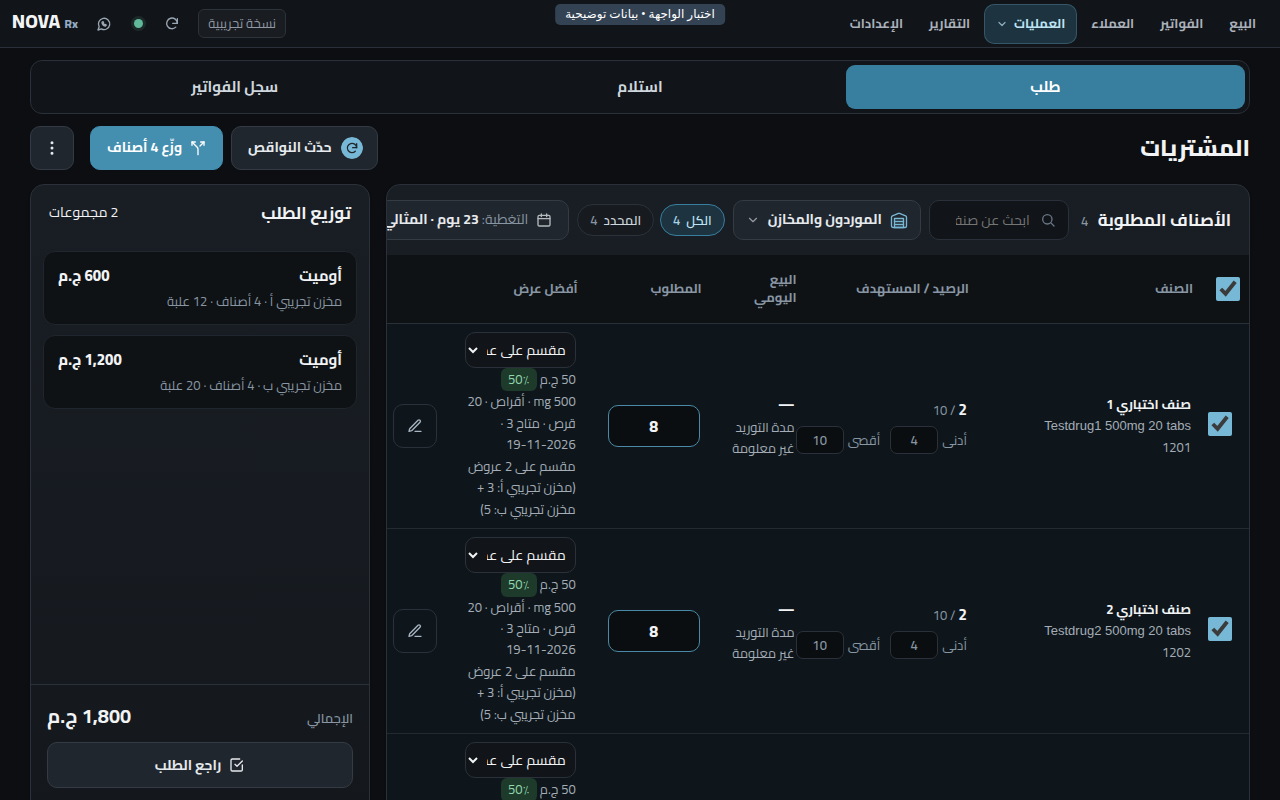 البيع
الفواتير
العملاء
العمليات
التقارير
الإعدادات
اختبار الواجهة • بيانات توضيحية
نسخة تجريبية
NOVA Rx
طلب
استلام
سجل الفواتير
المشتريات
حدّث النواقص
وزّع 4 أصناف
الأصناف المطلوبة 4
ابحث عن صنف
الموردون والمخازن
الكل 4
المحدد 4
التغطية: 23 يوم · المثالي
الصنف
الرصيد / المستهدف
البيع اليومي
المطلوب
أفضل عرض
صنف اختباري 1
Testdrug1 500mg 20 tabs
1201
2 / 10
أدنى 4 أقصى 10
—
مدة التوريد
غير معلومة
8
مقسم على
50 ج.م 50٪
500 mg · أقراص · 20
قرص · متاح 3 ·
19-11-2026
مقسم على 2 عروض
(مخزن تجريبي أ: 3 +
مخزن تجريبي ب: 5)
صنف اختباري 2
Testdrug2 500mg 20 tabs
1202
2 / 10
أدنى 4 أقصى 10
—
مدة التوريد
غير معلومة
8
مقسم على
50 ج.م 50٪
500 mg · أقراص · 20
قرص · متاح 3 ·
19-11-2026
مقسم على 2 عروض
(مخزن تجريبي أ: 3 +
مخزن تجريبي ب: 5)
مقسم على
50 ج.م 50٪
توزيع الطلب
2 مجموعات
أوميت
600 ج.م
مخزن تجريبي أ · 4 أصناف · 12 علبة
أوميت
1,200 ج.م
مخزن تجريبي ب · 4 أصناف · 20 علبة
الإجمالي
1,800 ج.م
راجع الطلب